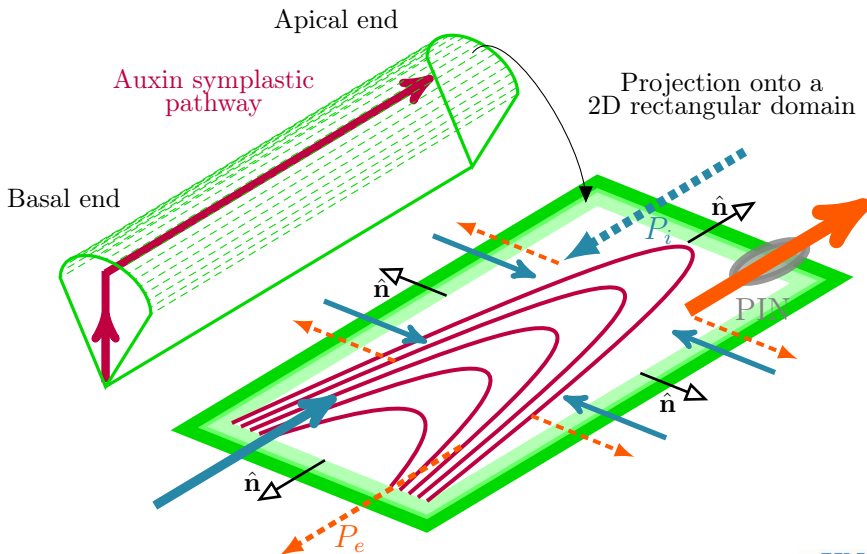 Apical end
Auxin symplastic
pathway
Projection onto a
2D rectangular domain
Basal end
n̂
P_i
n̂
PIN
n̂
n̂
P_e